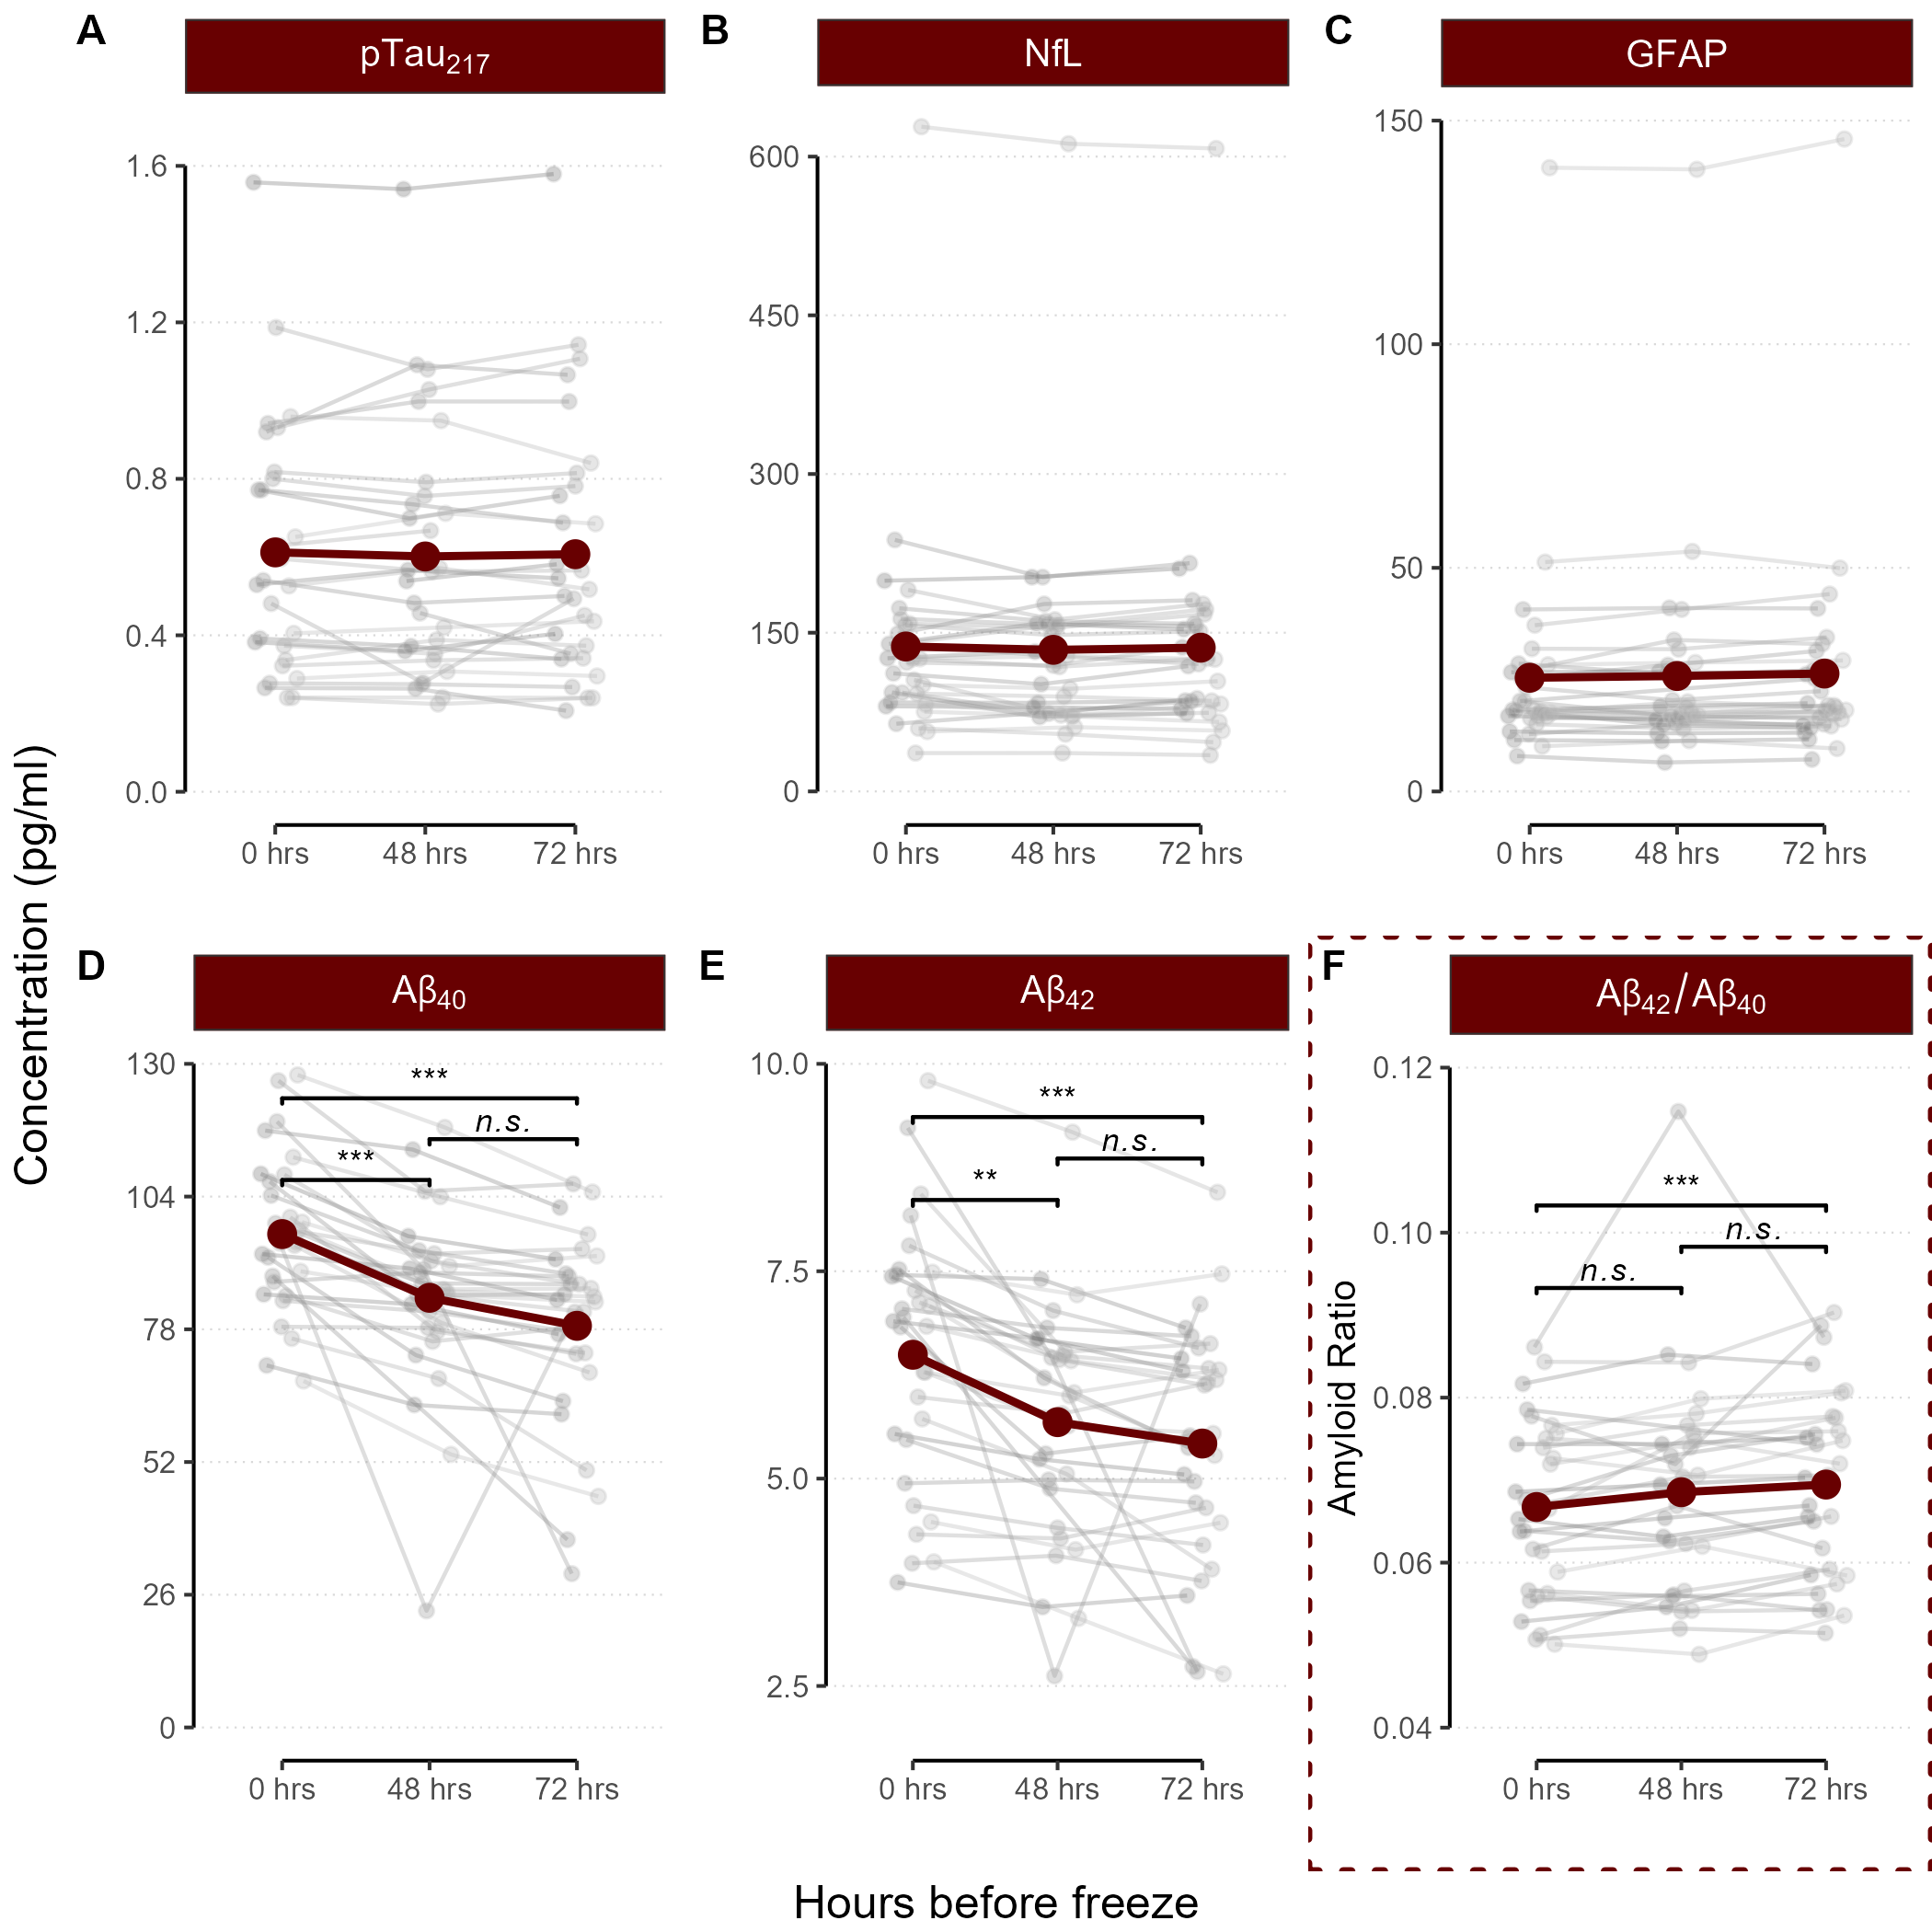 A
pTau217
B
NfL
C
GFAP
1.6
1.2
0.8
0.4
0.0
0 hrs 48 hrs 72 hrs
600
450
300
150
0
0 hrs 48 hrs 72 hrs
150
100
50
0
0 hrs 48 hrs 72 hrs
Concentration (pg/ml)
D
Aβ40
130
104
78
52
26
0
***
n.s.
***
0 hrs 48 hrs 72 hrs
E
Aβ42
10.0
7.5
5.0
2.5
***
n.s.
**
0 hrs 48 hrs 72 hrs
F
Aβ42/Aβ40
Amyloid Ratio
0.12
0.10
0.08
0.06
0.04
***
n.s.
n.s.
0 hrs 48 hrs 72 hrs
Hours before freeze